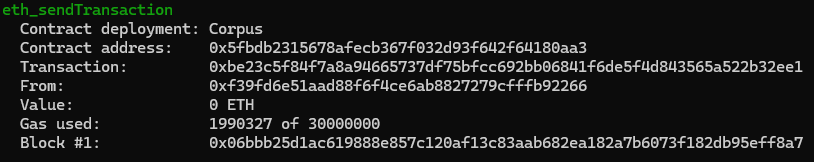 eth_sendTransaction
Contract deployment: Corpus
Contract address: 0x5fbdb2315678afecb367f032d93f642f64180aa3
Transaction: 0xbe23c5f84f7a8a94665737df75bfcc692bb06841f6de5f4d843565a522b32ee1
From: 0xf39fd6e51aad88f6f4ce6ab8827279cfffb92266
Value: 0 ETH
Gas used: 1990327 of 30000000
Block #1: 0x06bbb25d1ac619888e857c120af13c83aab682ea182a7b6073f182db95eff8a7